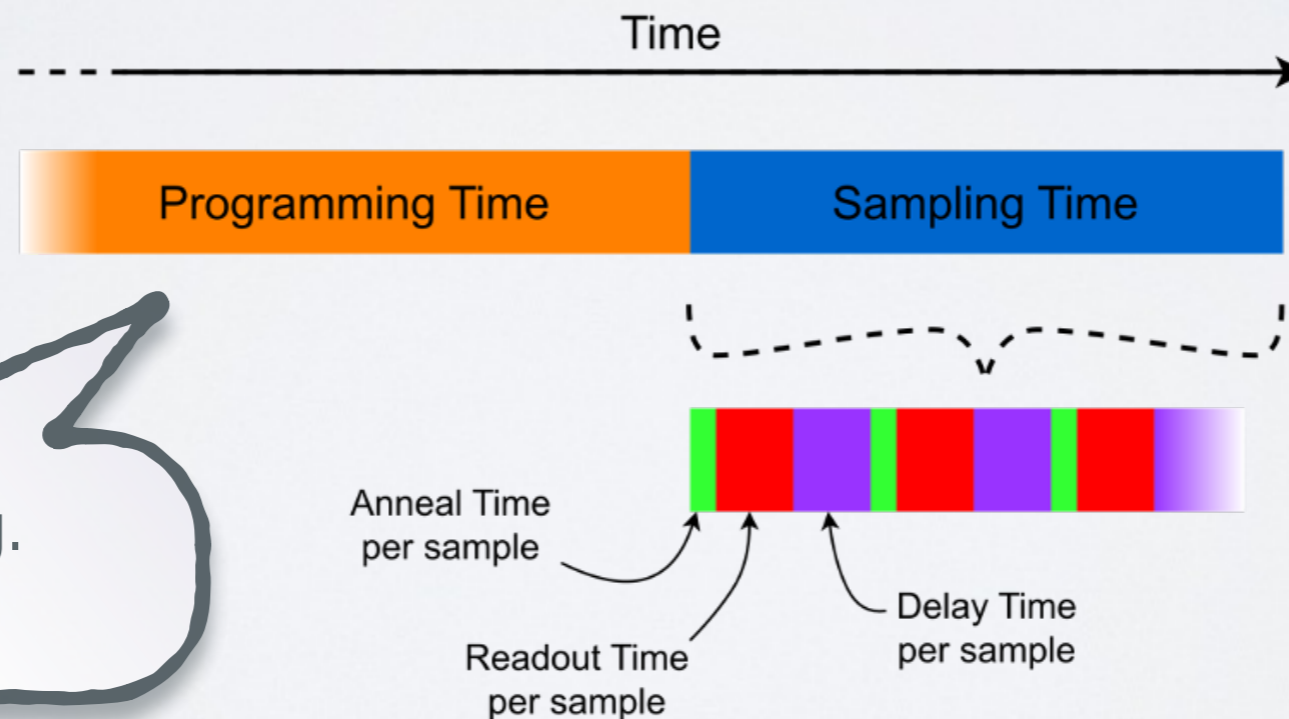 Time
Programming Time
Sampling Time
Anneal Time
per sample
Readout Time
per sample
Delay Time
per sample